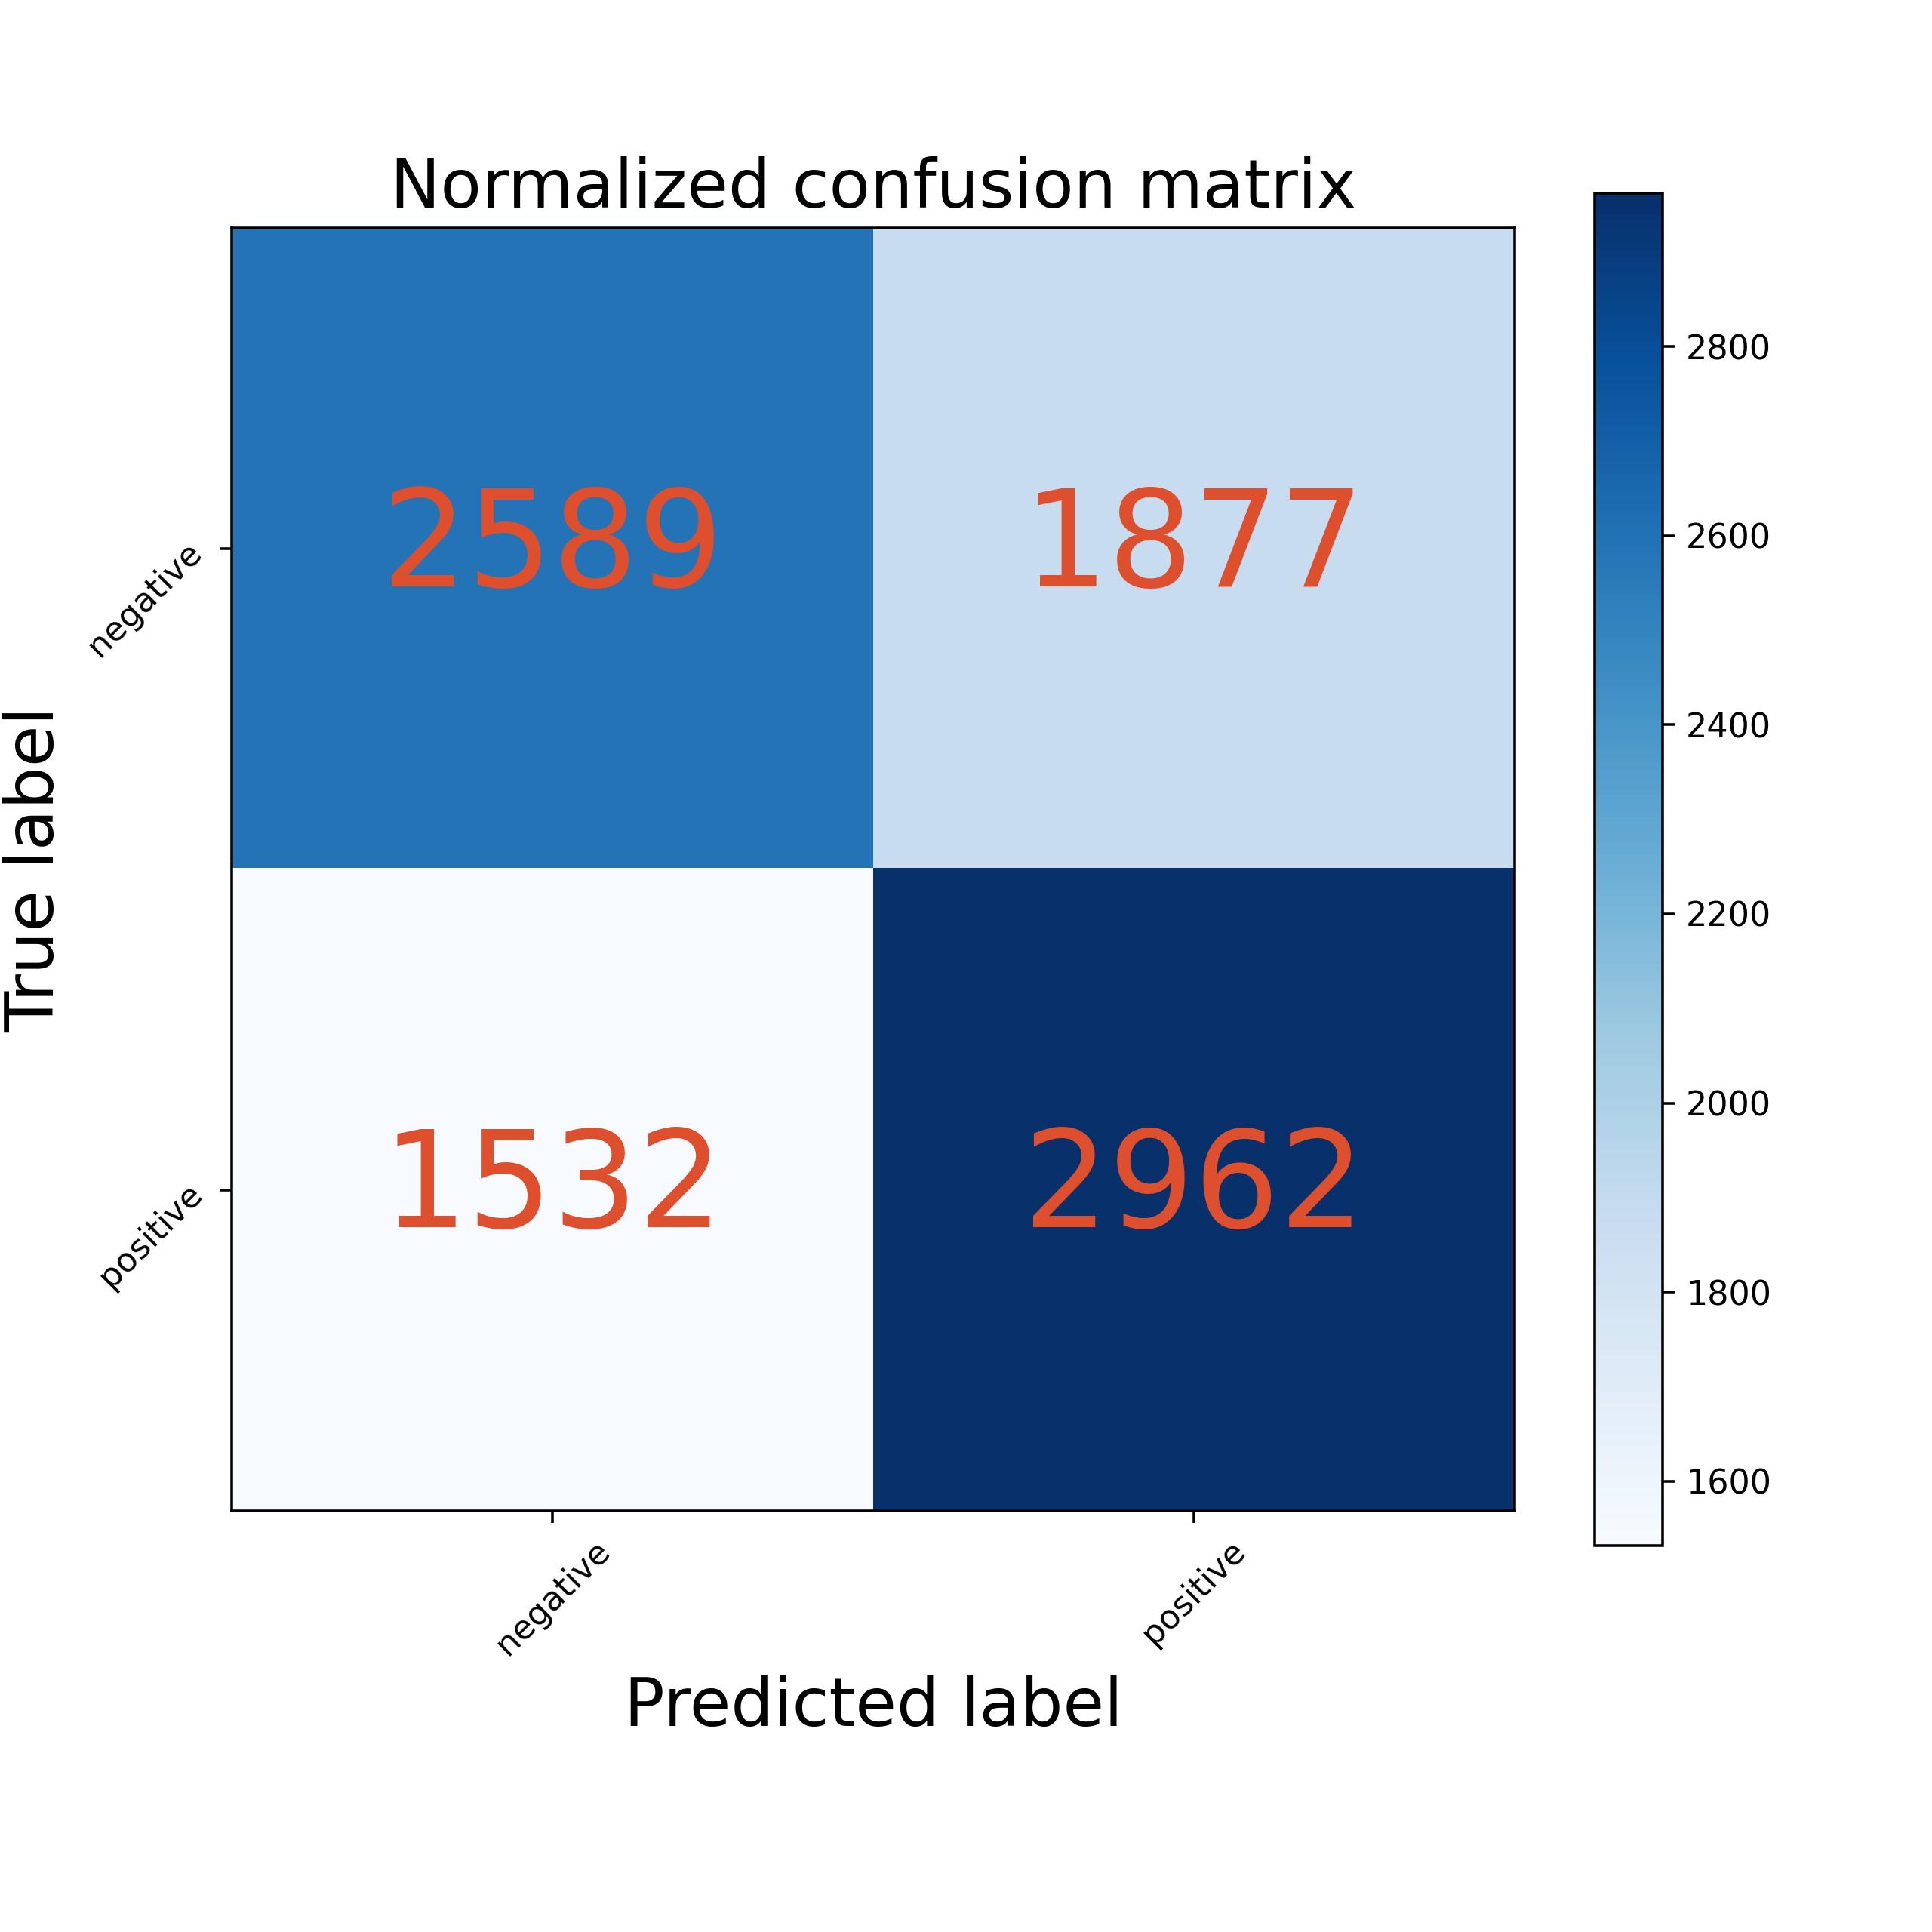 Normalized confusion matrix
True label
negative
2589
1877
positive
1532
2962
negative
positive
Predicted label
2800
2600
2400
2200
2000
1800
1600